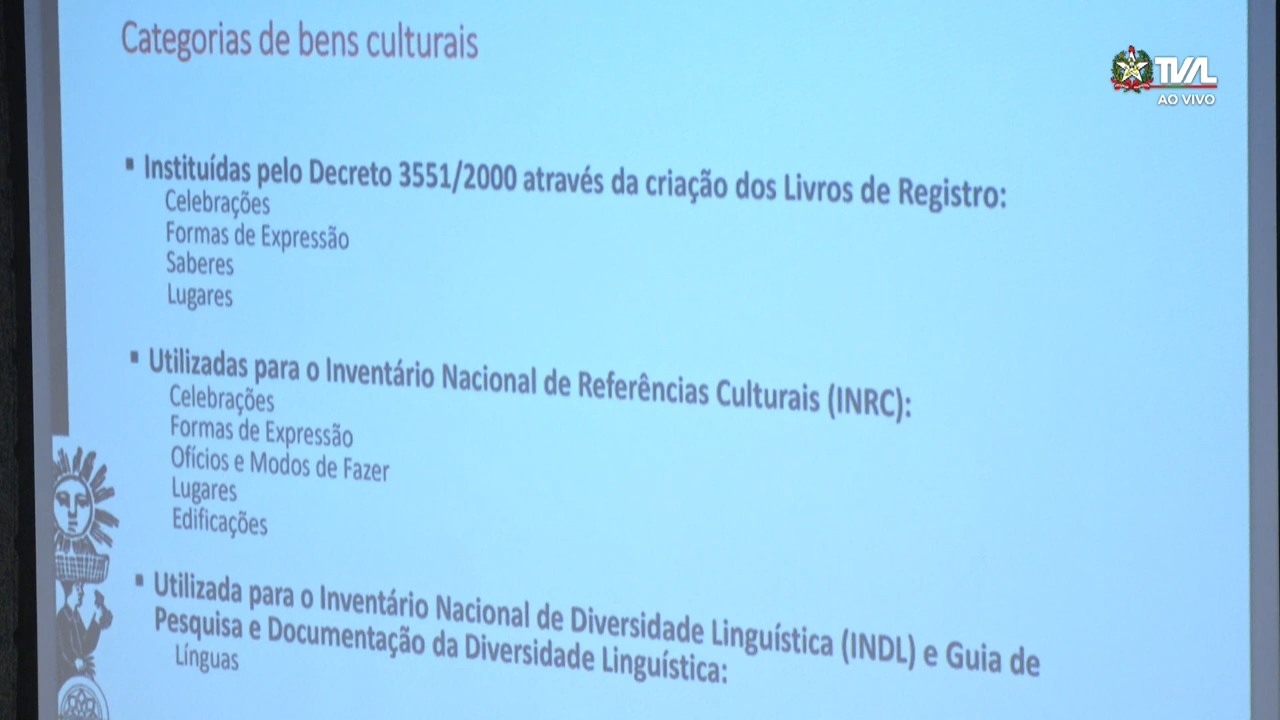 Categorias de bens culturais
TVAL
AO VIVO
▪ Instituídas pelo Decreto 3551/2000 através da criação dos Livros de Registro:
Celebrações
Formas de Expressão
Saberes
Lugares
▪ Utilizadas para o Inventário Nacional de Referências Culturais (INRC):
Celebrações
Formas de Expressão
Ofícios e Modos de Fazer
Lugares
Edificações
▪ Utilizada para o Inventário Nacional de Diversidade Linguística (INDL) e Guia de
Pesquisa e Documentação da Diversidade Linguística:
Línguas